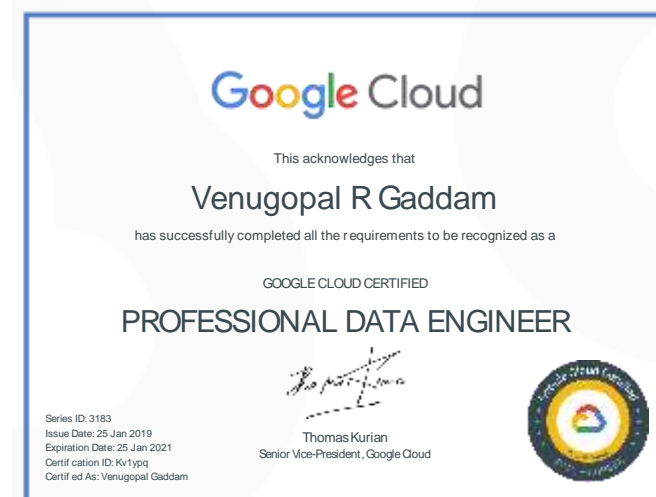 Google Cloud
This acknowledges that
Venugopal R Gaddam
has successfully completed all the requirements to be recognized as a
GOOGLE CLOUD CERTIFIED
PROFESSIONAL DATA ENGINEER
Series ID: 3183
Issue Date: 25 Jan 2019
Expiration Date: 25 Jan 2021
Certif cation ID: Kv1ypq
Certif ed As: Venugopal Gaddam
Thomas Kurian
Senior Vice-President, Google Cloud
Cloud Certified